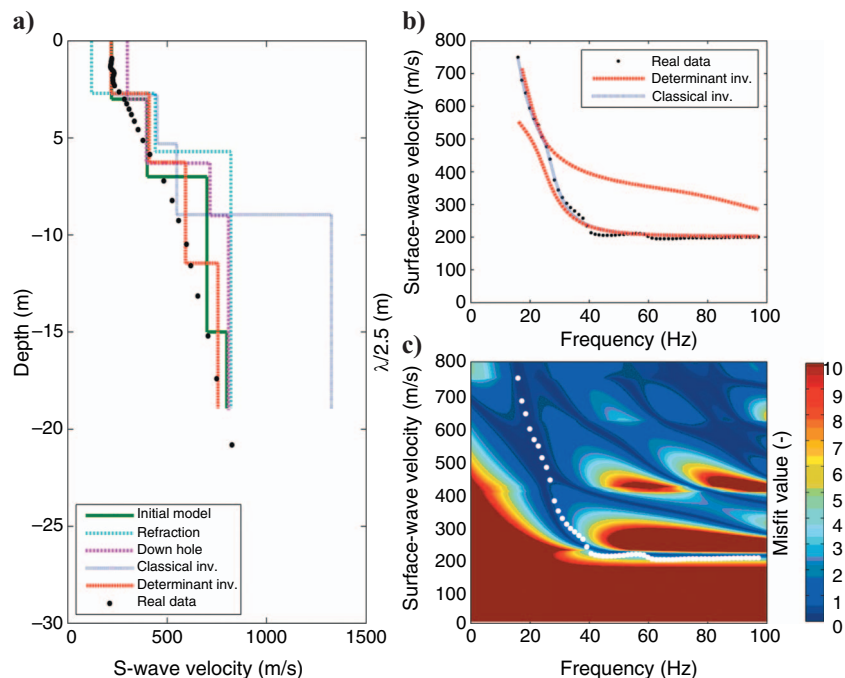 a)
0
−5
−10
−15
−20
−25
−30
Depth (m)
λ/2.5 (m)
Initial model
Refraction
Down hole
Classical inv.
Determinant inv.
Real data
0
500
1000
1500
S-wave velocity (m/s)
b)
800
700
600
500
400
300
200
100
0
Surface-wave velocity (m/s)
Real data
Determinant inv.
Classical inv.
0
20
40
60
80
100
Frequency (Hz)
c)
800
700
600
500
400
300
200
100
0
Surface-wave velocity (m/s)
0
20
40
60
80
100
Frequency (Hz)
10
9
8
7
6
5
4
3
2
1
0
Misfit value (-)